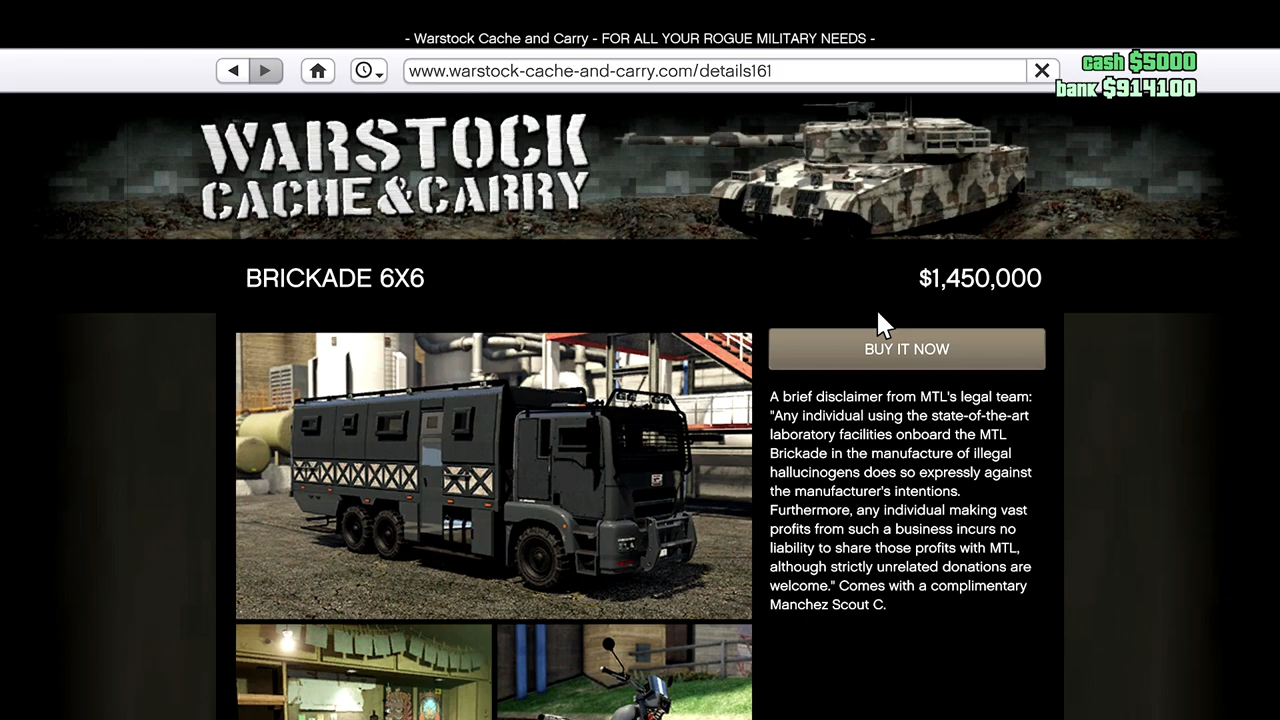 - Warstock Cache and Carry - FOR ALL YOUR ROGUE MILITARY NEEDS -
www.warstock-cache-and-carry.com/details161
cash $5000
bank $914100
WARSTOCK
CACHE&CARRY
BRICKADE 6X6
$1,450,000
BUY IT NOW
A brief disclaimer from MTL's legal team:
"Any individual using the state-of-the-art
laboratory facilities onboard the MTL
Brickade in the manufacture of illegal
hallucinogens does so expressly against
the manufacturer's intentions.
Furthermore, any individual making vast
profits from such a business incurs no
liability to share those profits with MTL,
although strictly unrelated donations are
welcome." Comes with a complimentary
Manchez Scout C.